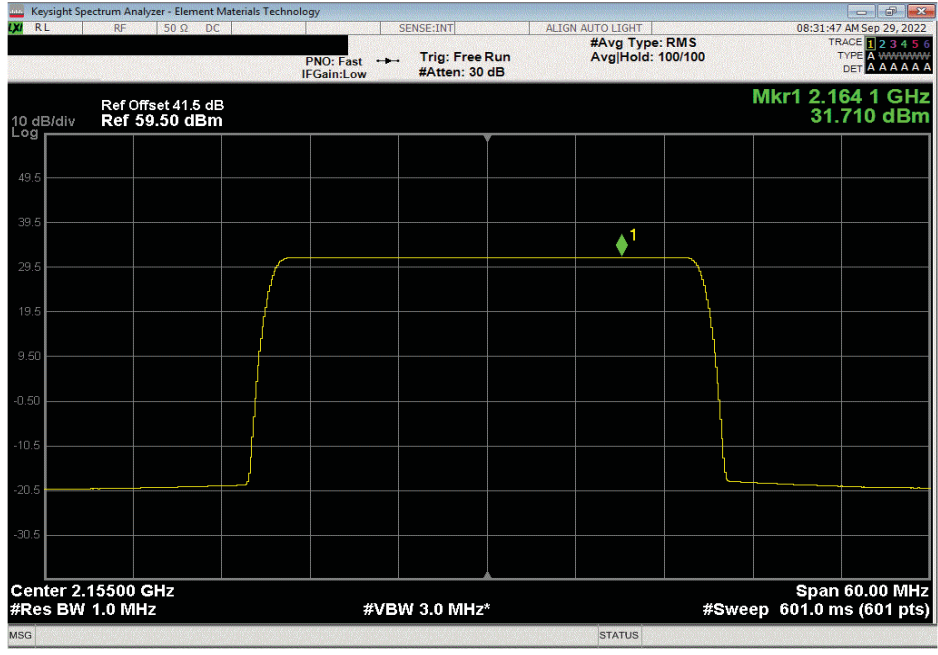 Keysight Spectrum Analyzer - Element Materials Technology
LXI RL RF 50 Ω DC SENSE:INT ALIGN AUTO LIGHT 08:31:47 AM Sep 29, 2022
PNO: Fast
IFGain:Low
Trig: Free Run
#Atten: 30 dB
#Avg Type: RMS
Avg|Hold: 100/100
TRACE 1 2 3 4 5 6
TYPE A WWWWW
DET A A A A A A
Ref Offset 41.5 dB
Ref 59.50 dBm
10 dB/div
Log
Mkr1 2.164 1 GHz
31.710 dBm
49.5
39.5
29.5
19.5
9.50
-0.50
-10.5
-20.5
-30.5
1
Center 2.15500 GHz
Span 60.00 MHz
#Res BW 1.0 MHz
#VBW 3.0 MHz*
#Sweep 601.0 ms (601 pts)
MSG
STATUS